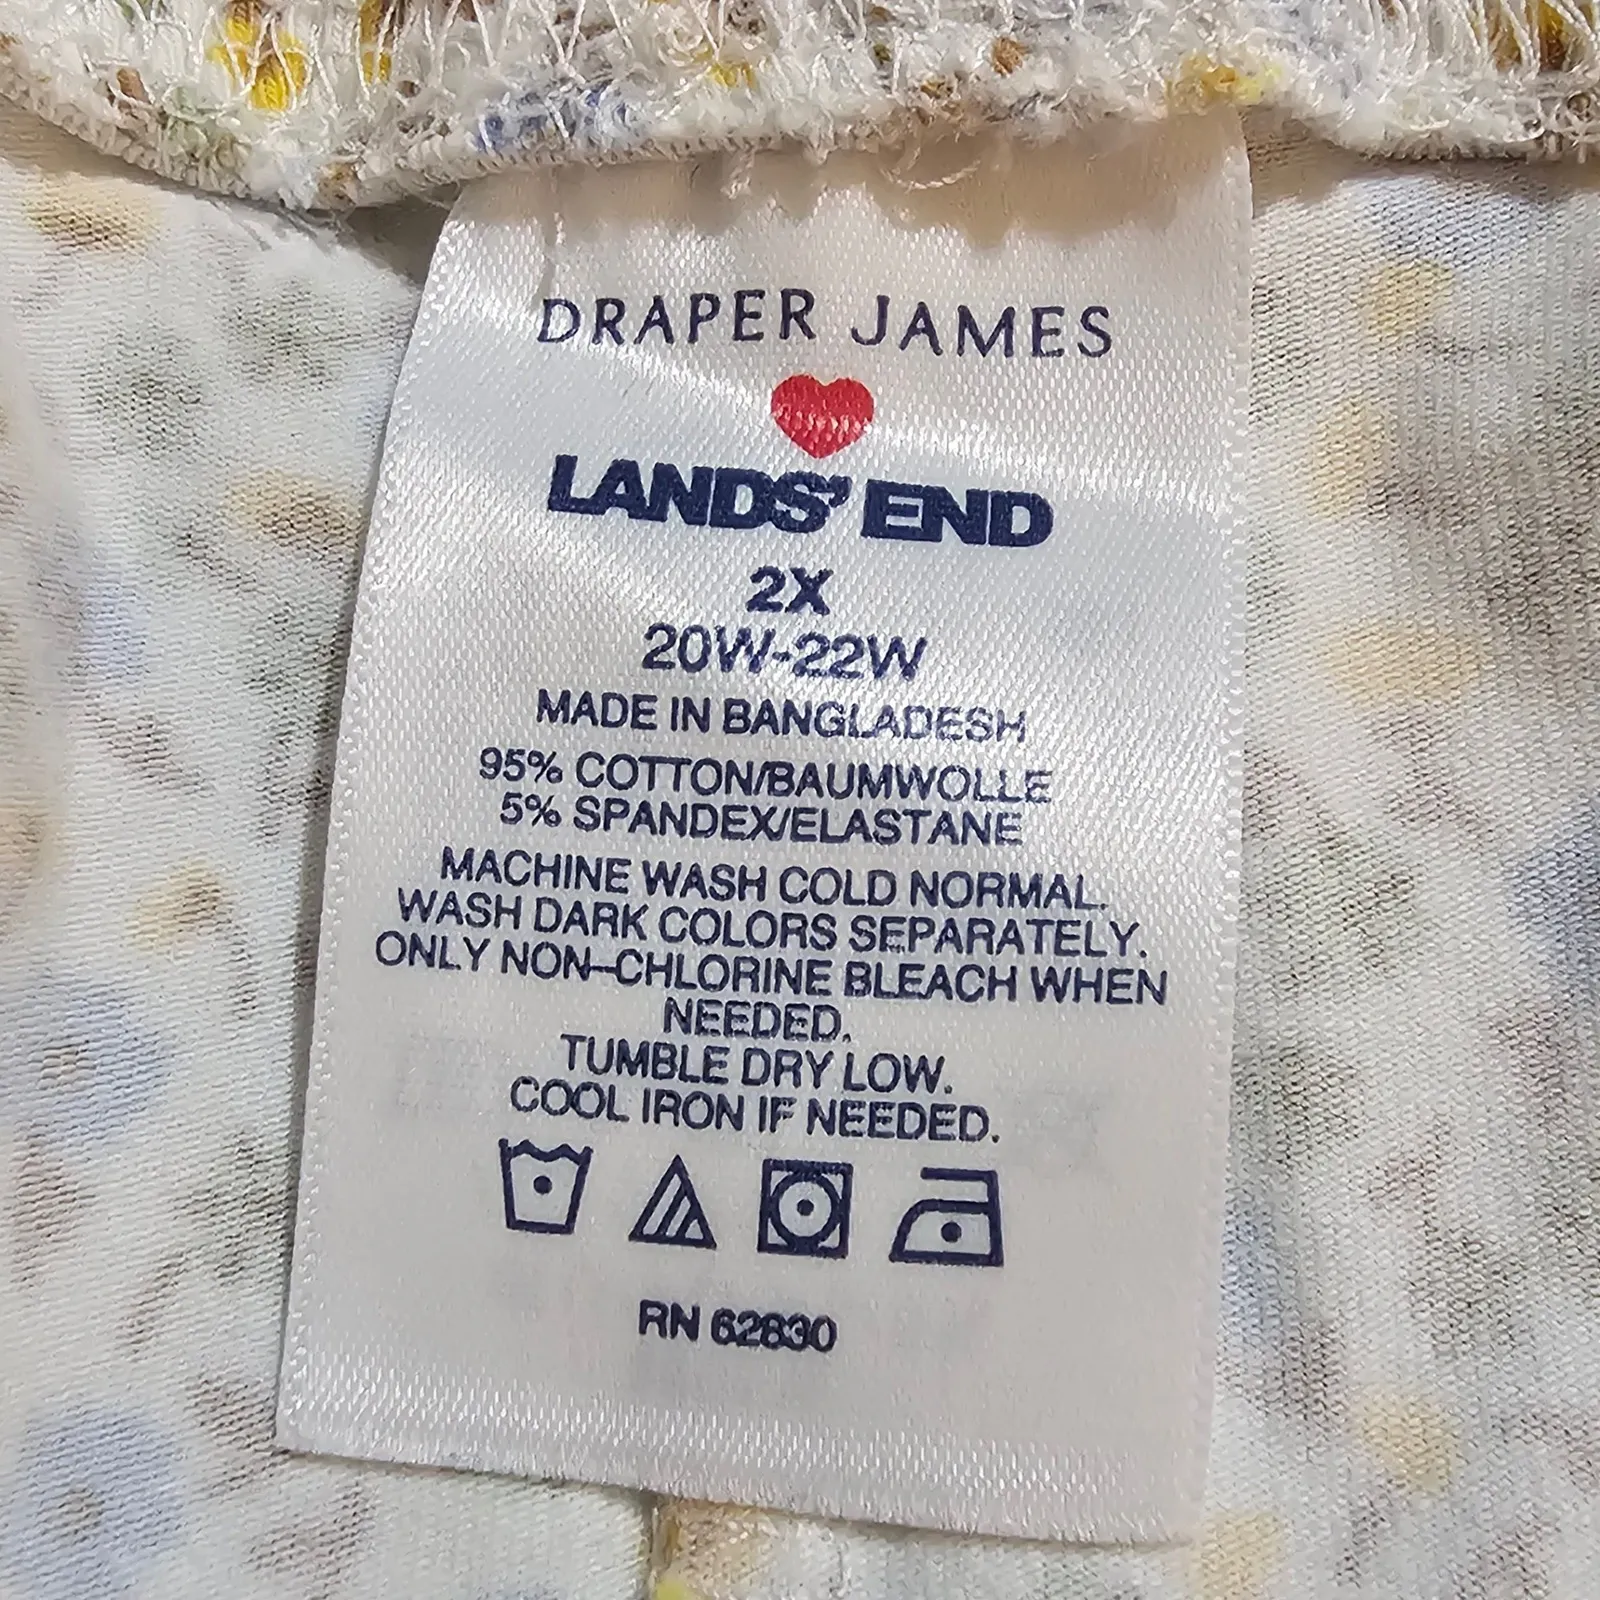 DRAPER JAMES
LANDS' END
2X
20W-22W
MADE IN BANGLADESH
95% COTTON/BAUMWOLLE
5% SPANDEX/ELASTANE
MACHINE WASH COLD NORMAL.
WASH DARK COLORS SEPARATELY.
ONLY NON-CHLORINE BLEACH WHEN
NEEDED.
TUMBLE DRY LOW.
COOL IRON IF NEEDED.
RN 62830